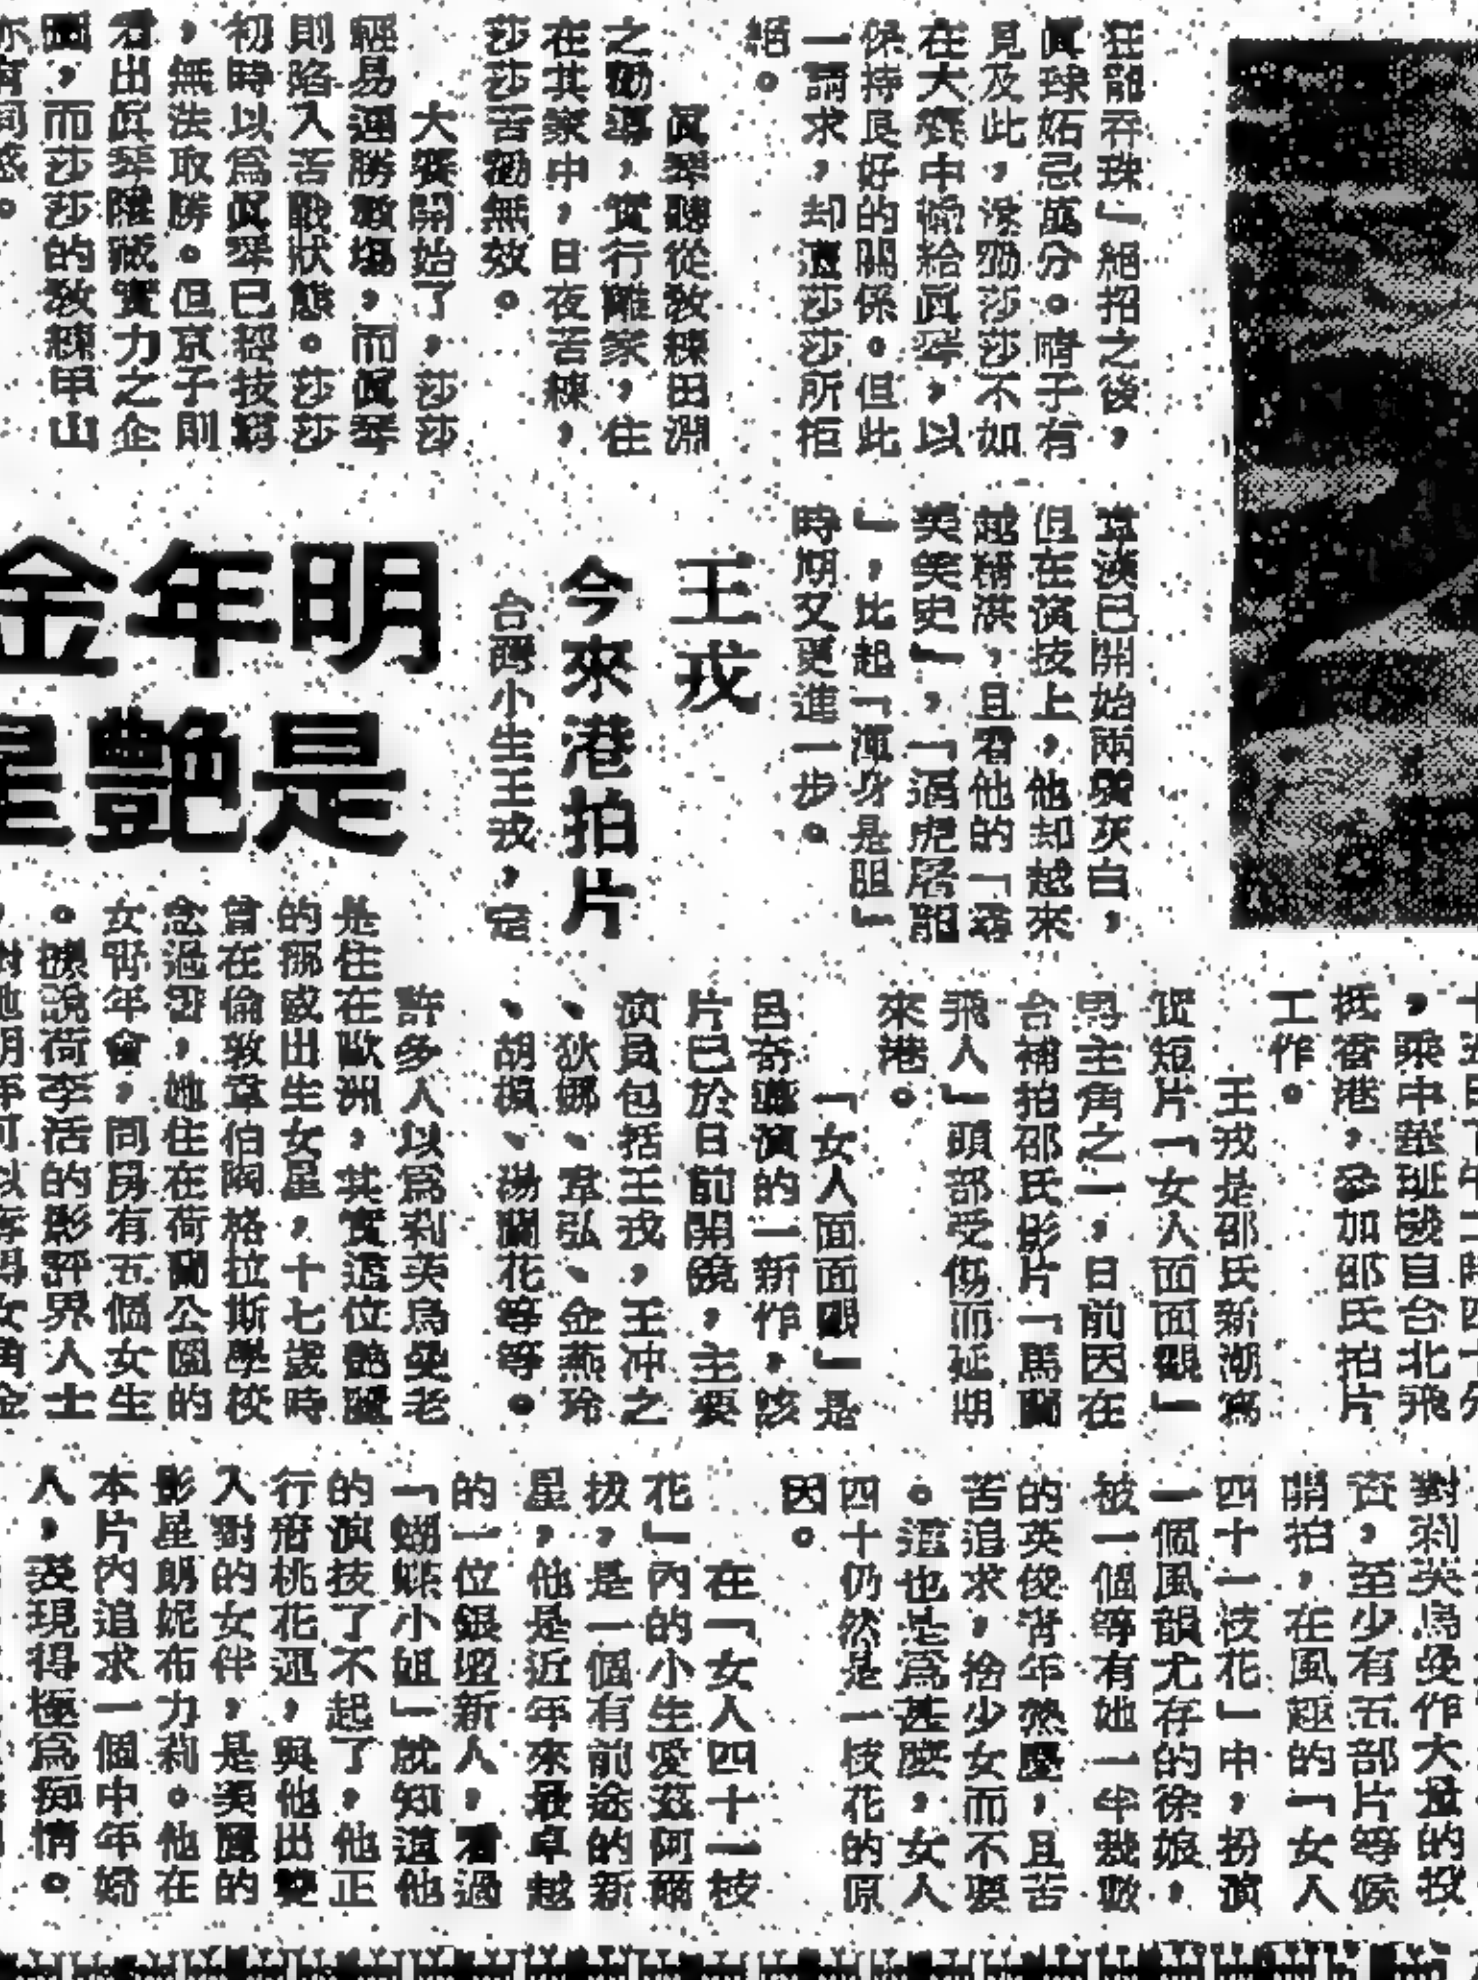 狂龍吞珠」絕招之後，
眞球妬忌萬分。晴子有
見及此，淥勸莎莎不如
在大賽中輸給眞琴，以
保持良好的關係。但此
一請求，却遭莎莎所拒
絕。
眞琴聽從敎練田淵
之勸導，實行離家，住
在其家中，日夜苦練，
莎莎苦勸無效。
大賽開始了，莎莎
輕易連勝數場，而眞琴
則陷入苦戰狀態。莎莎
初時以爲眞琴已經技窮
，無法取勝。但京子則
看出眞琴隱藏實力之企
圖，而莎莎的敎練甲山
亦有同感。
韋漢已開始兩鬢灰白，
但在演技上，他却越來
越精湛，且看他的「尋
芙笑史」，「逼虎屠龍
」，比起「渾身是胆」
時期又更進一步。
王戎
今來港拍片
台灣小生王戎，定
，乘中華班機自台北飛
抵香港，參加邵氏拍片
工作。
王戎是邵氏新潮寫
實短片「女人面面觀」
男主角之一，日前因在
台補拍邵氏影片「馬蘭
飛人」頭部受傷而延期
來港。
「女人面面觀」是
呂奇導演的一新作，該
片已於日前開鏡，主要
演員包括王戎，王冲之
、狄娜、韋弘、金燕玲
、胡楓、湯蘭花等等。
明年金
是艷星
許多人以爲利英烏曼老
是住在歐洲，其實這位艷麗
的挪威出生女星，十七歲時
曾在倫敦韋伯陶格拉斯學校
念過書，她住在荷蘭公園的
女青年會，同房有五個女生
。據說荷李活的影評界人士
對利英烏曼作大量的投
資，至少有五部片等候
開拍，在風趣的「女人
四十一枝花」中，扮演
一個風韻尤存的徐娘，
被一個等有她一半歲數
的英俊青年熱戀，且苦
苦追求，捨少女而不要
。這也是爲甚麼，女人
四十仍然是一枝花的原
因。
在「女人四十一枝
花」內的小生愛茲阿爾
拔，是一個有前途的新
星，他是近年來最卓越
的一位銀壇新人，看過
「蝴蝶小姐」就知道他
的演技了不起了，他正
行着桃花運，與他出雙
入對的女伴，是美麗的
影星朗妮布力莉。他在
本片內追求一個中年婦
人，表現得極爲痴情。